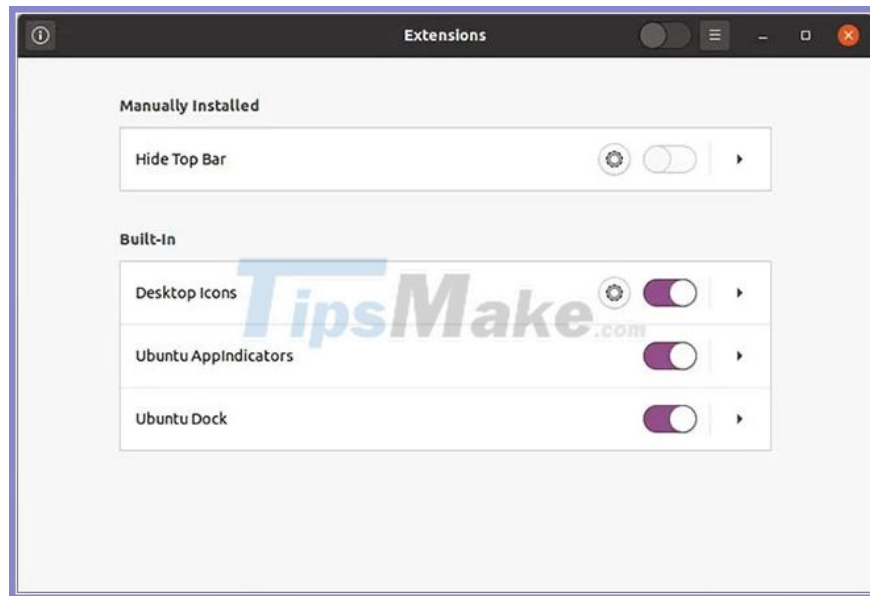 Extensions
Manually Installed
Hide Top Bar
Built-In
Desktop Icons
TipsMake.com
Ubuntu AppIndicators
Ubuntu Dock